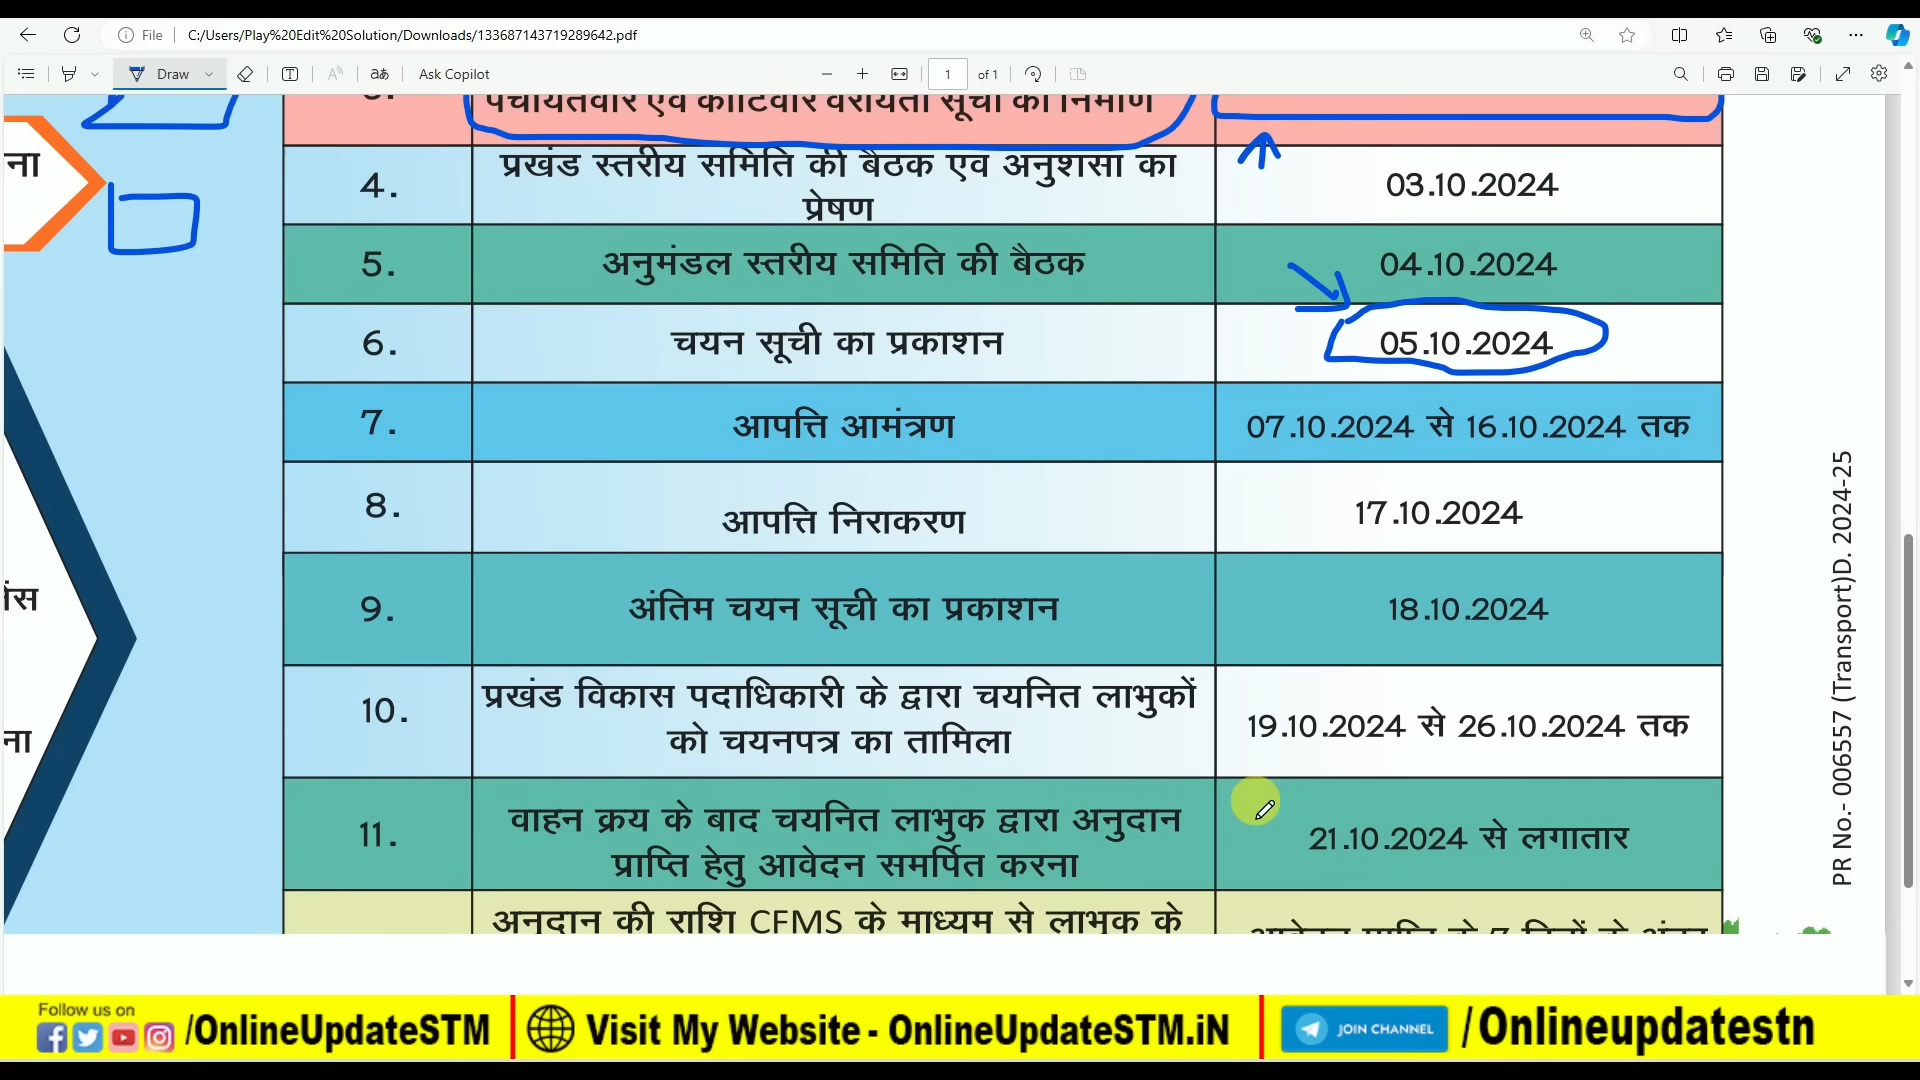 File
C:/Users/Play%20Edit%20Solution/Downloads/133687143719289642.pdf
Draw
Ask Copilot
1 of 1
पंचायतवार एवं कोटिवार वरीयता सूची का निर्माण
ना
4. प्रखंड स्तरीय समिति की बैठक एवं अनुशंसा का
प्रेषण
03.10.2024
5. अनुमंडल स्तरीय समिति की बैठक 04.10.2024
6. चयन सूची का प्रकाशन 05.10.2024
7. आपत्ति आमंत्रण 07.10.2024 से 16.10.2024 तक
8. आपत्ति निराकरण 17.10.2024
9. अंतिम चयन सूची का प्रकाशन 18.10.2024
10. प्रखंड विकास पदाधिकारी के द्वारा चयनित लाभुकों
को चयनपत्र का तामिला
19.10.2024 से 26.10.2024 तक
11. वाहन क्रय के बाद चयनित लाभुक द्वारा अनुदान
प्राप्ति हेतु आवेदन समर्पित करना
21.10.2024 से लगातार
अनुदान की राशि CFMS के माध्यम से लाभुक के
ना
PR No.- 006557 (Transport)D. 2024-25
Follow us on
/OnlineUpdateSTM
Visit My Website - OnlineUpdateSTM.iN
JOIN CHANNEL
/Onlineupdatestn